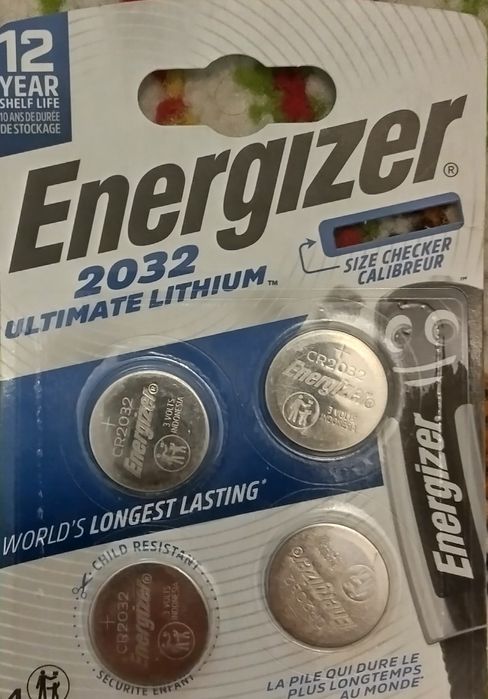 12
YEAR
SHELF LIFE
10 ANS DE DURÉE
DE STOCKAGE
Energizer®
2032
ULTIMATE LITHIUM™
SIZE CHECKER
CALIBREUR
CR2032
Energizer®
3 VOLTS
INDONESIA
CR2032
Energizer®
3 VOLTS
INDONESIA
Energizer
WORLD'S LONGEST LASTING*
CHILD RESISTANT
CR2032
Energizer®
3 VOLTS
INDONESIA
SÉCURITÉ ENFANT
Energizer®
LA PILE QUI DURE LE
PLUS LONGTEMPS
AU MONDE*